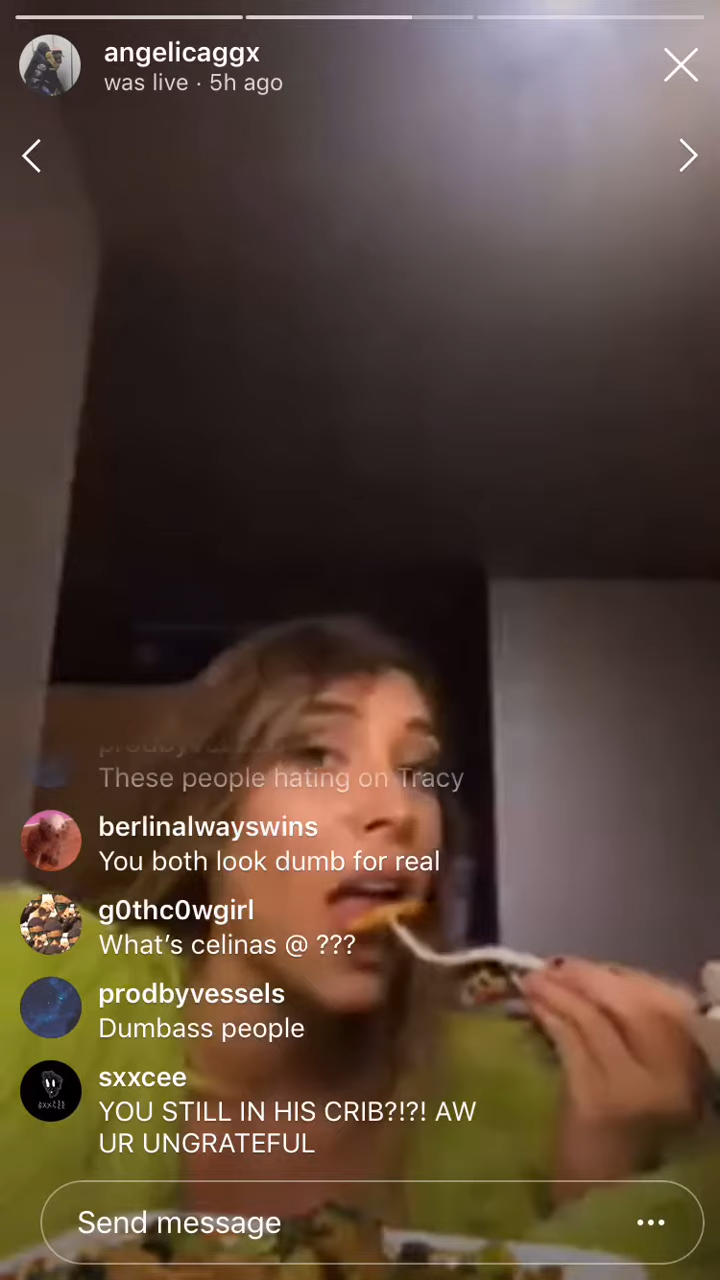 angelicaggx
was live · 5h ago
These people hating on Tracy
berlinalwayswins
You both look dumb for real
g0thc0wgirl
What's celinas @ ???
prodbyvessels
Dumbass people
sxxcee
YOU STILL IN HIS CRIB?!?! AW
UR UNGRATEFUL
Send message